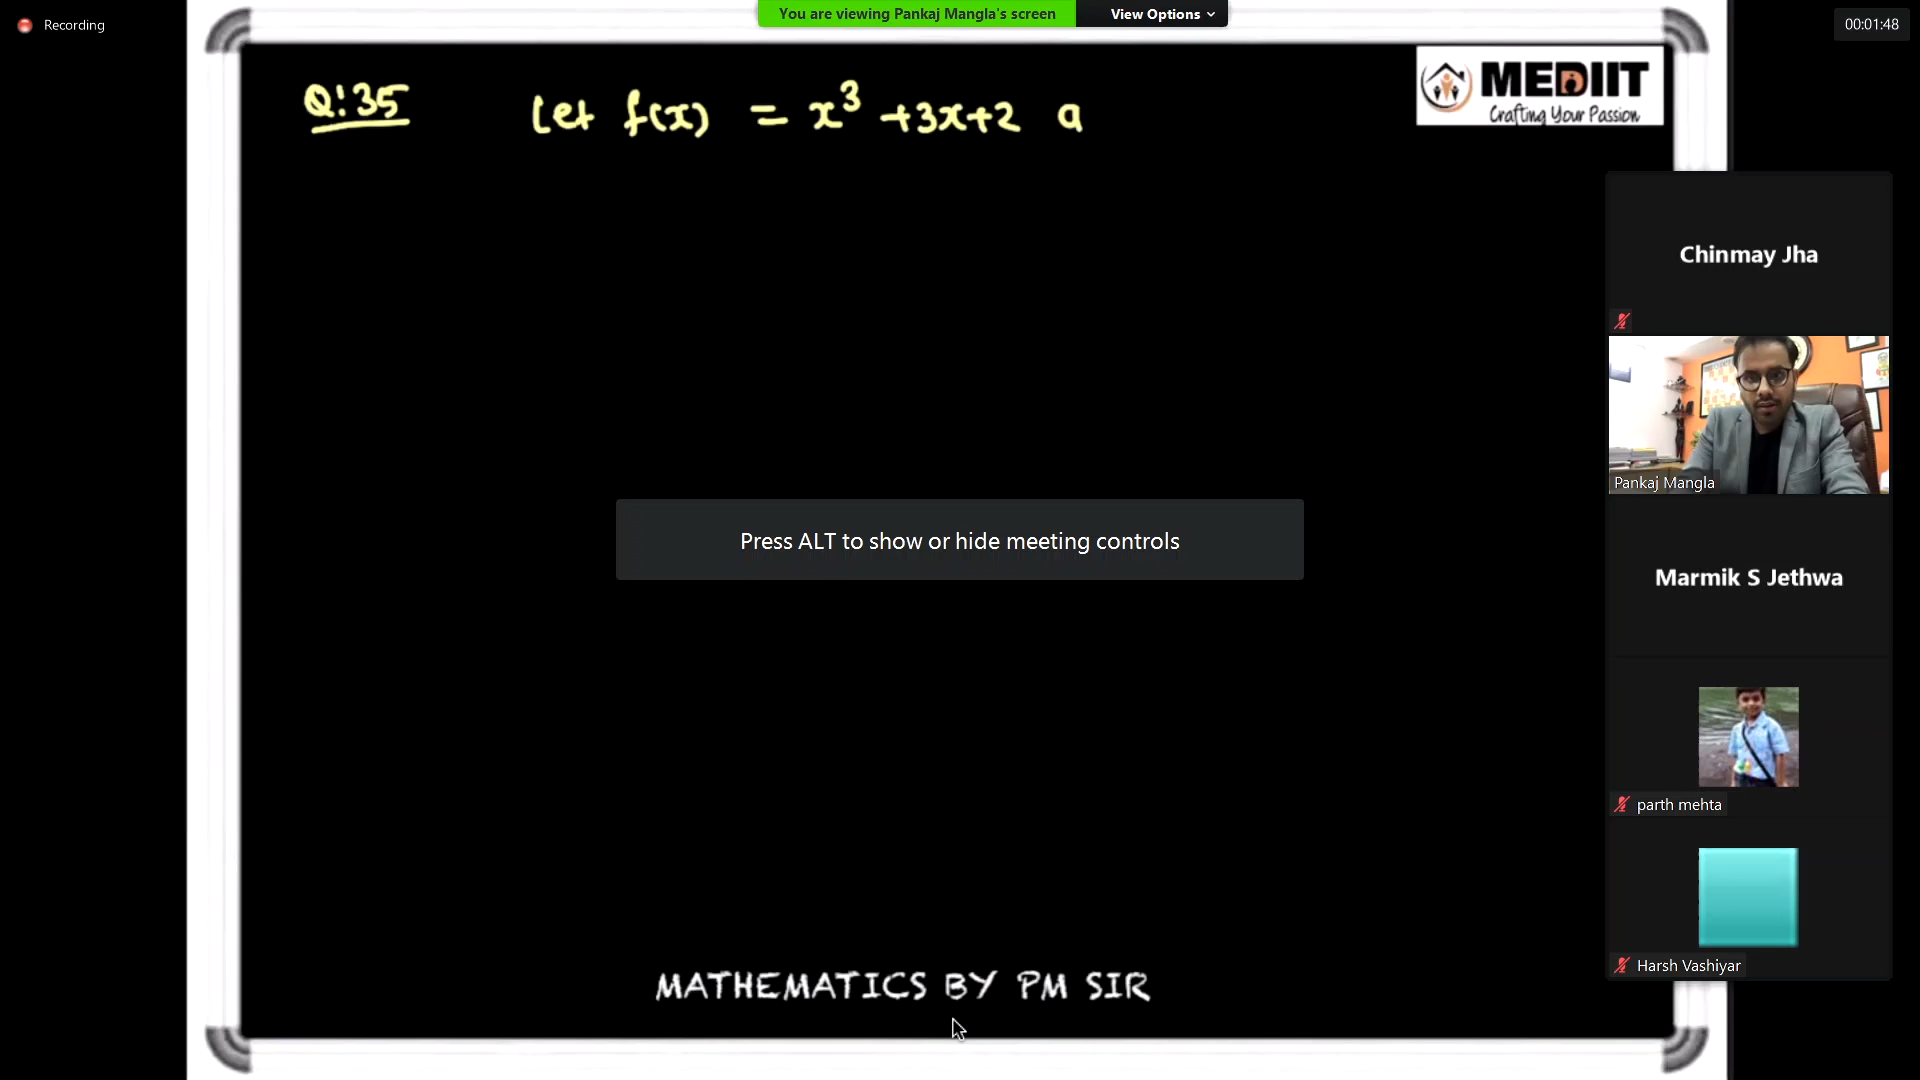 Recording
You are viewing Pankaj Mangla's screen
View Options
00:01:48
Q:35
Let f(x) = x³ +3x+2 a
MEDIIT
Crafting Your Passion
Chinmay Jha
Pankaj Mangla
Press ALT to show or hide meeting controls
Marmik S Jethwa
parth mehta
Harsh Vashiyar
MATHEMATICS BY PM SIR